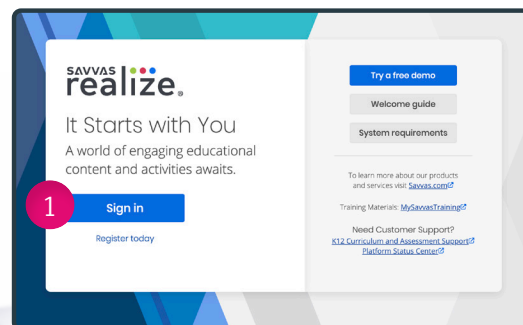 SAVVAS
realize.
It Starts with You
A world of engaging educational
content and activities awaits.
1
Sign in
Register today
Try a free demo
Welcome guide
System requirements
To learn more about our products
and services visit Savvas.com
Training Materials: MySavvasTraining
Need Customer Support?
K12 Curriculum and Assessment Support
Platform Status Center